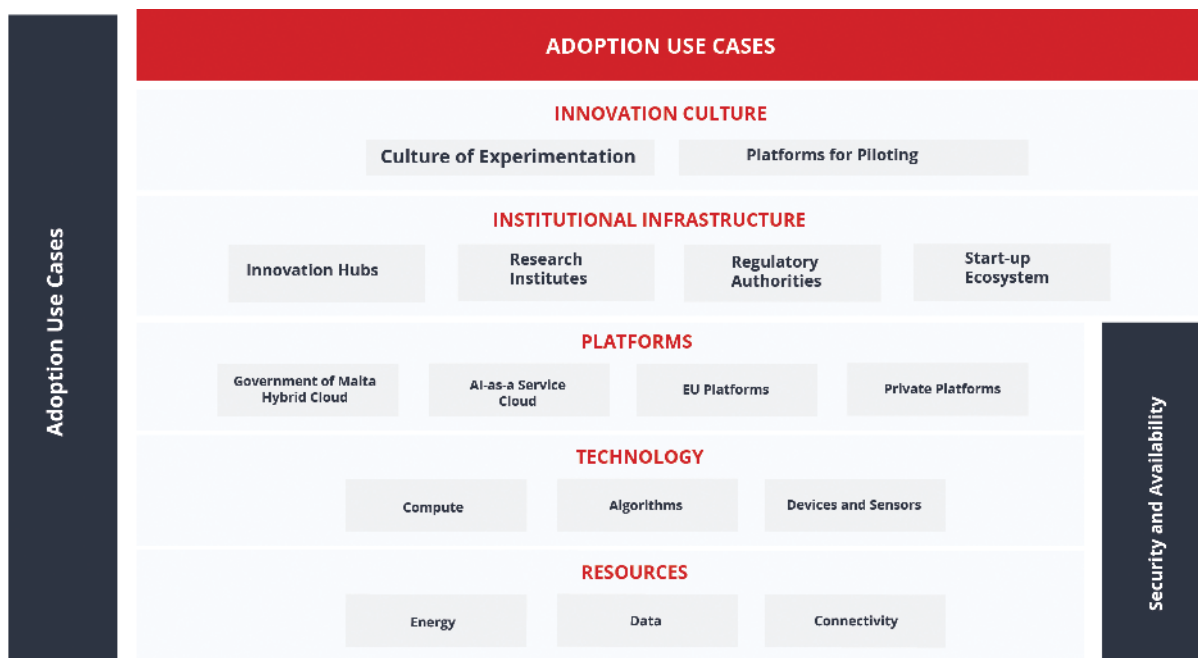 Adoption Use Cases
ADOPTION USE CASES
INNOVATION CULTURE
Culture of Experimentation
Platforms for Piloting
INSTITUTIONAL INFRASTRUCTURE
Innovation Hubs
Research
Institutes
Regulatory
Authorities
Start-up
Ecosystem
PLATFORMS
Government of Malta
Hybrid Cloud
AI-as-a Service
Cloud
EU Platforms
Private Platforms
TECHNOLOGY
Compute
Algorithms
Devices and Sensors
RESOURCES
Energy
Data
Connectivity
Security and Availability